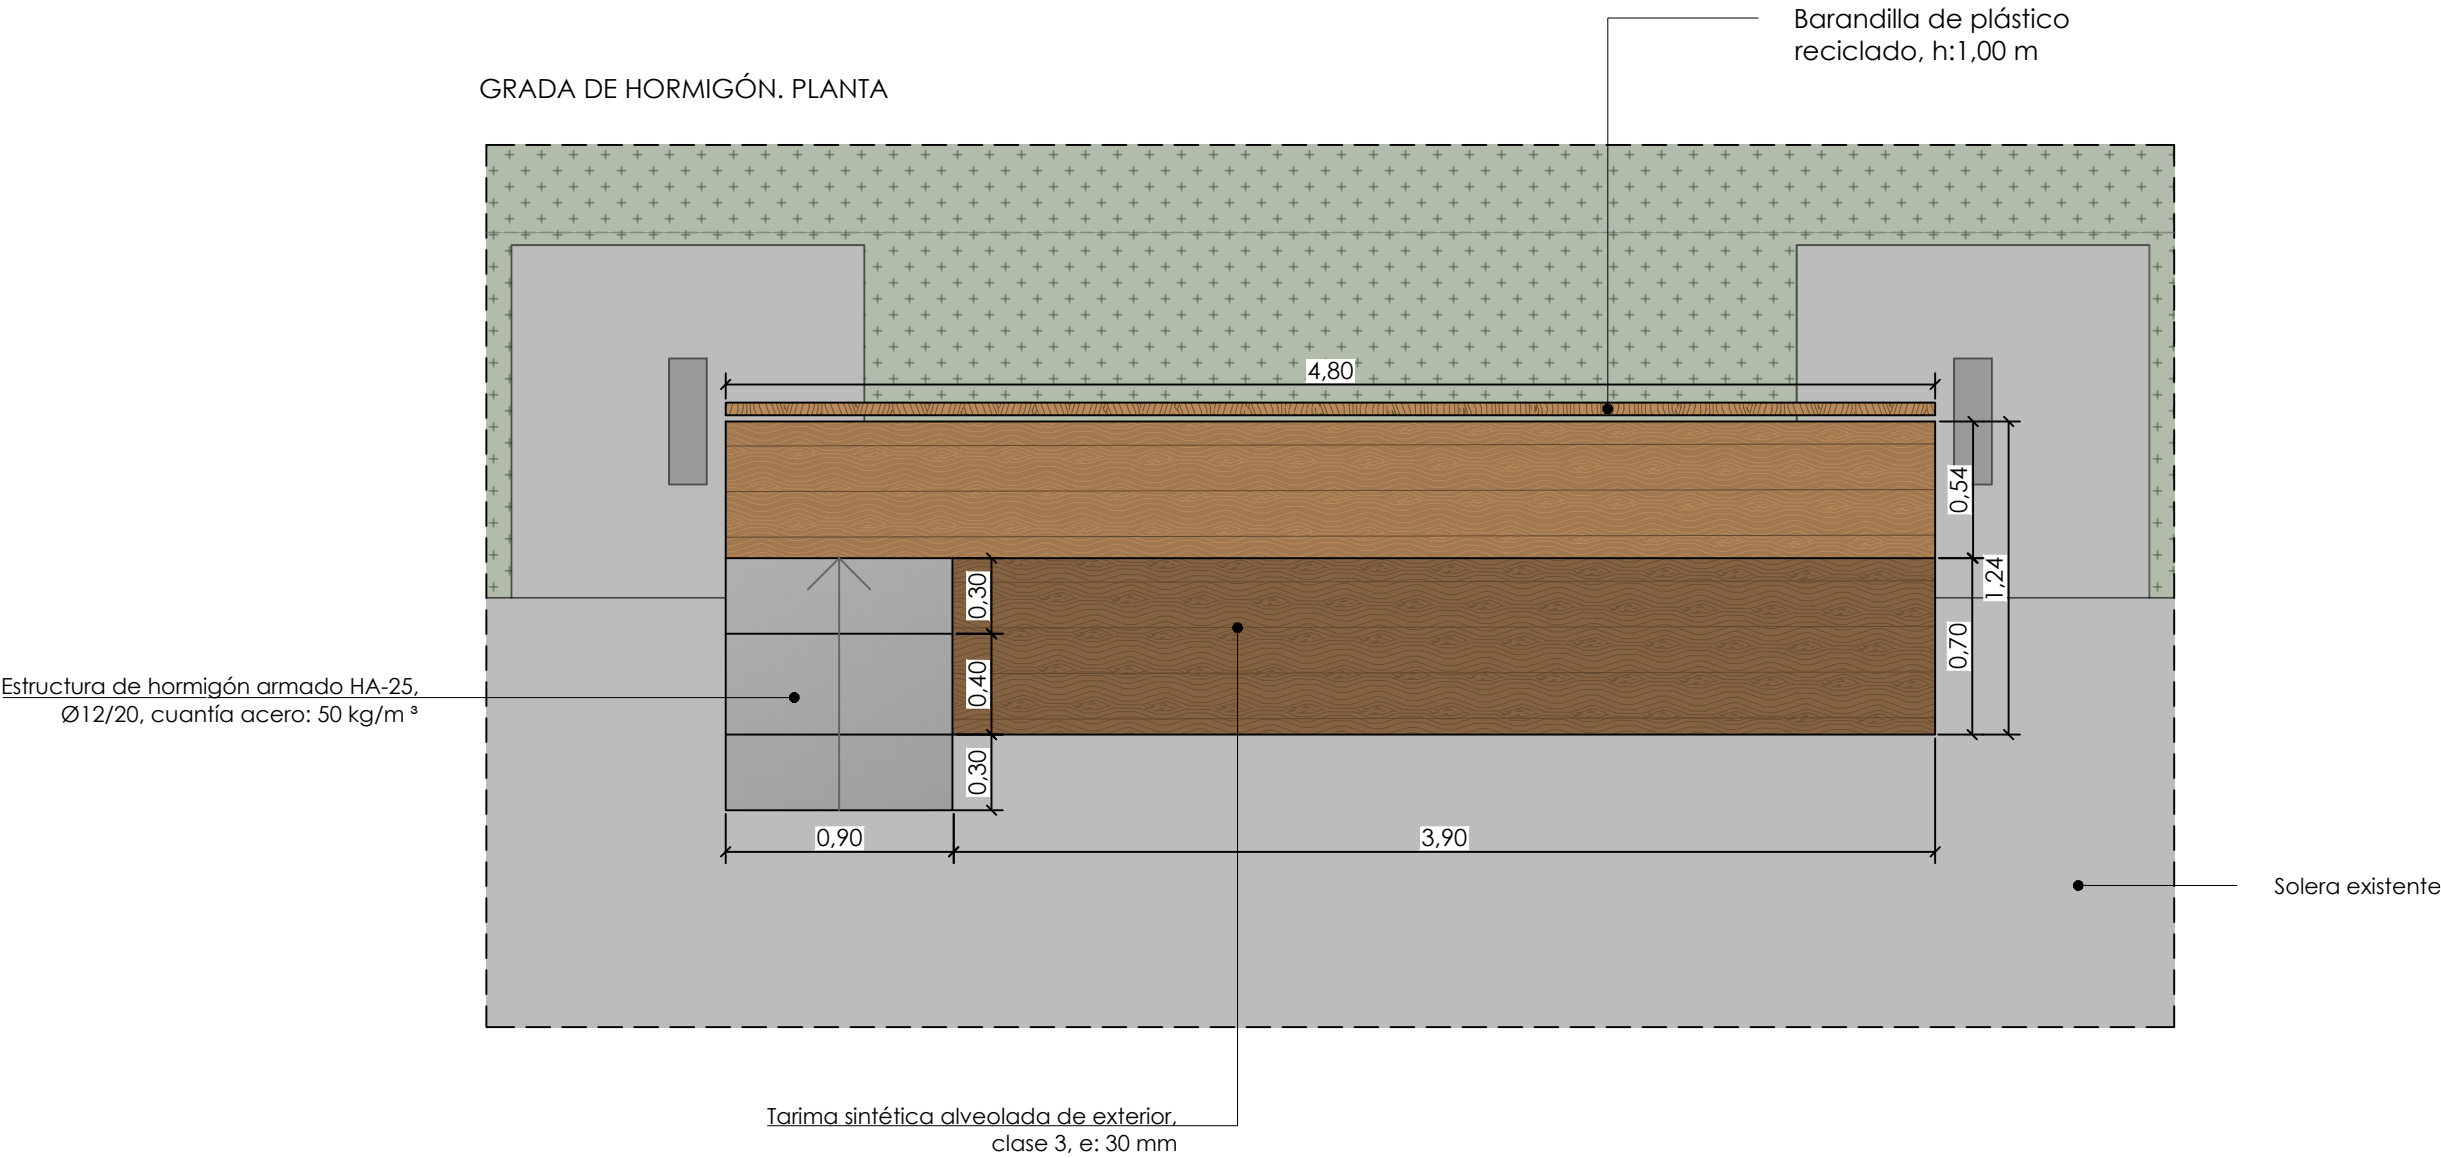 Barandilla de plástico
reciclado, h:1,00 m
GRADA DE HORMIGÓN. PLANTA
4,80
0,54
1,24
0,30
0,70
0,40
Estructura de hormigón armado HA-25,
Ø12/20, cuantía acero: 50 kg/m ³
0,30
0,90
3,90
Solera existente
Tarima sintética alveolada de exterior,
clase 3, e: 30 mm